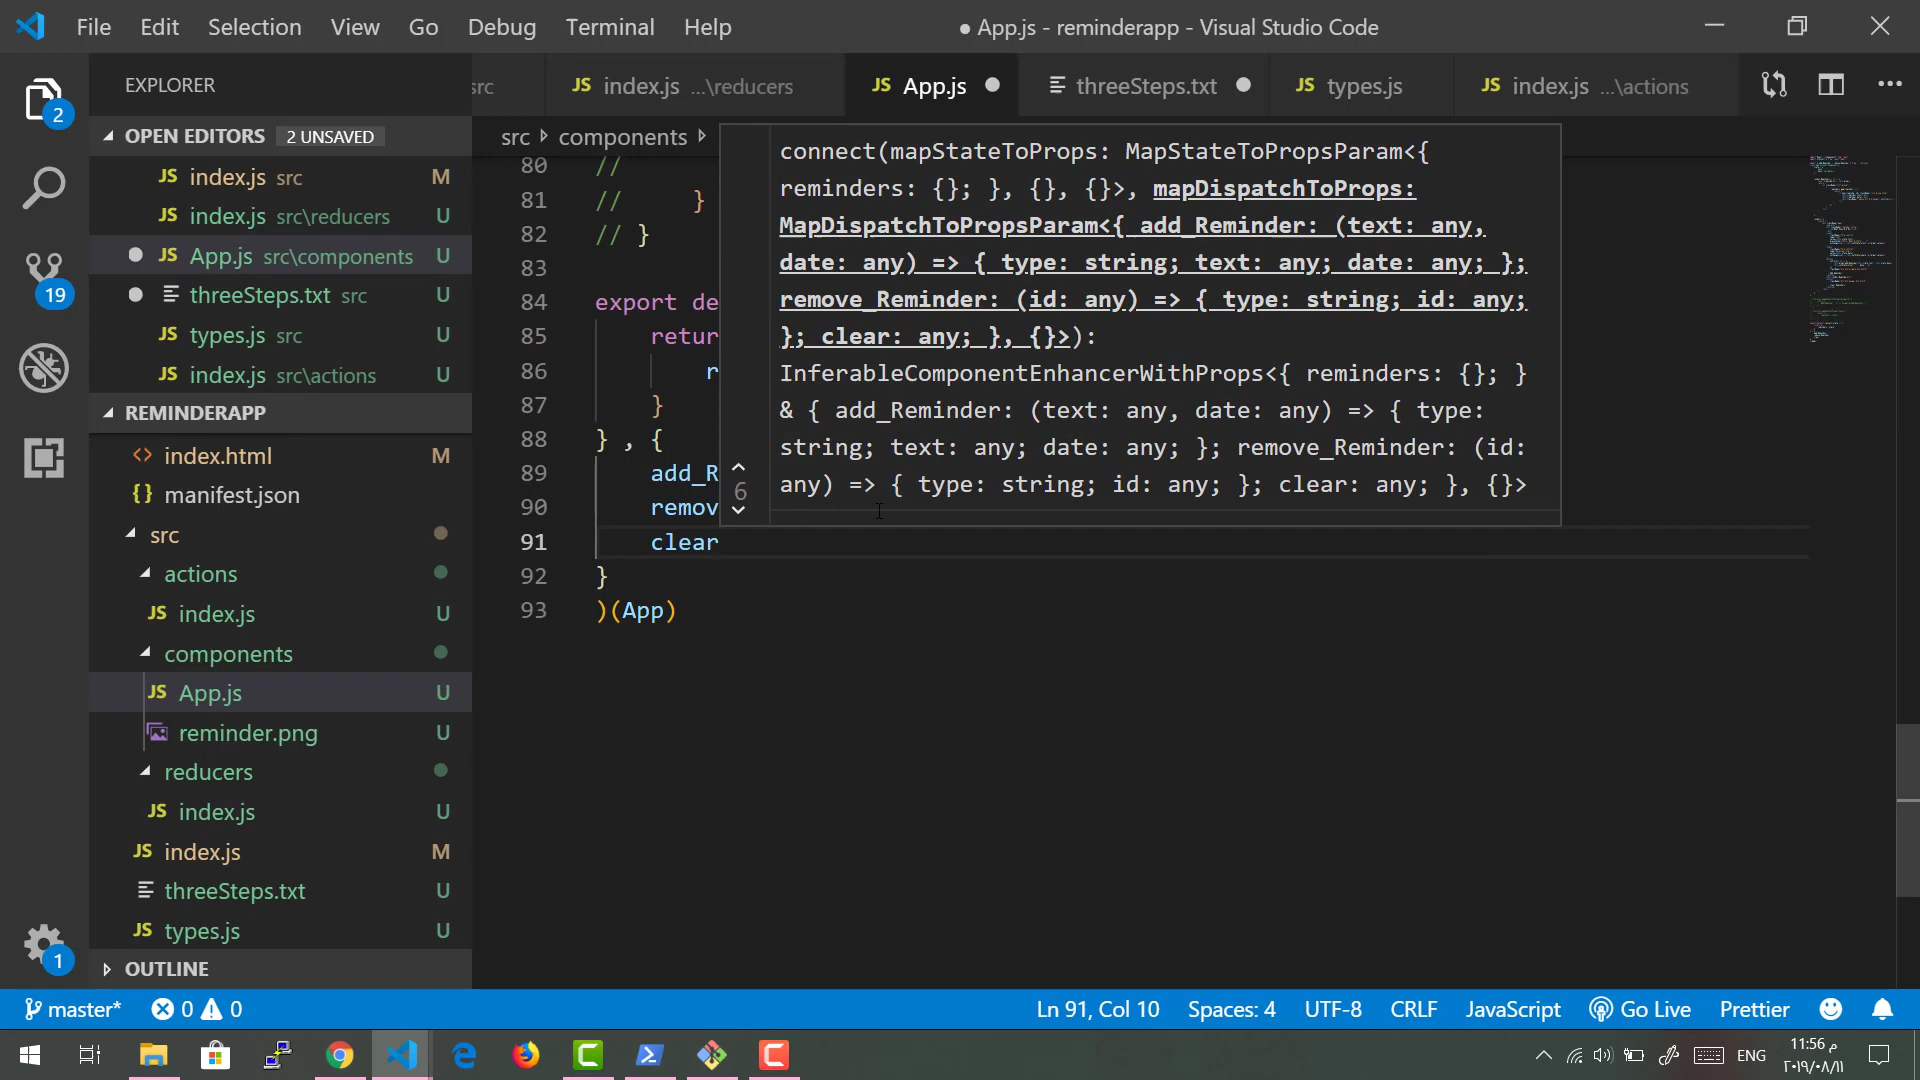 File Edit Selection View Go Debug Terminal Help
● App.js - reminderapp - Visual Studio Code
EXPLORER
src
JS index.js ...\reducers
JS App.js
threeSteps.txt
JS types.js
JS index.js ...\actions
OPEN EDITORS 2 UNSAVED
JS index.js src M
JS index.js src\reducers U
JS App.js src\components U
threeSteps.txt src U
JS types.js src U
JS index.js src\actions U
REMINDERAPP
<> index.html M
{} manifest.json
src
actions
JS index.js U
components
JS App.js U
reminder.png U
reducers
JS index.js U
JS index.js M
threeSteps.txt U
JS types.js U
OUTLINE
2
19
1
src components
80 //
81 // }
82 // }
83
84 export de
85 return
86 r
87 }
88 } , {
89 add_R
90 remov
91 clear
92 }
93 )(App)
6
connect(mapStateToProps: MapStateToPropsParam<{
reminders: {}; }, {}, {}>, mapDispatchToProps:
MapDispatchToPropsParam<{ add_Reminder: (text: any,
date: any) => { type: string; text: any; date: any; };
remove_Reminder: (id: any) => { type: string; id: any;
}; clear: any; }, {}>):
InferableComponentEnhancerWithProps<{ reminders: {}; }
& { add_Reminder: (text: any, date: any) => { type:
string; text: any; date: any; }; remove_Reminder: (id:
any) => { type: string; id: any; }; clear: any; }, {}>
master* 0 0
Ln 91, Col 10 Spaces: 4 UTF-8 CRLF JavaScript Go Live Prettier
ENG
11:56 م
٢٠١٩/٠٨/١١